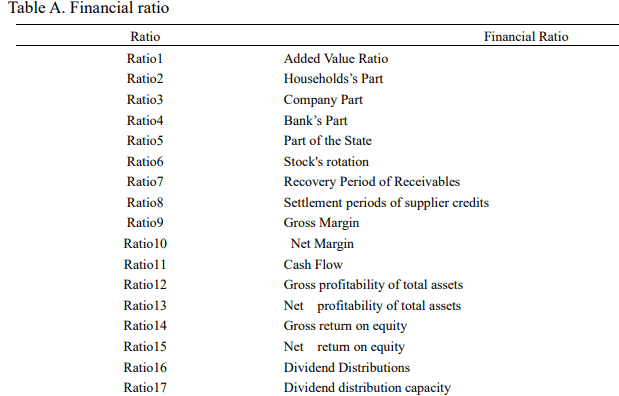 Table A. Financial ratio
Ratio Financial Ratio
Ratio1 Added Value Ratio
Ratio2 Households’s Part
Ratio3 Company Part
Ratio4 Bank’s Part
Ratio5 Part of the State
Ratio6 Stock's rotation
Ratio7 Recovery Period of Receivables
Ratio8 Settlement periods of supplier credits
Ratio9 Gross Margin
Ratio10 Net Margin
Ratio11 Cash Flow
Ratio12 Gross profitability of total assets
Ratio13 Net profitability of total assets
Ratio14 Gross return on equity
Ratio15 Net return on equity
Ratio16 Dividend Distributions
Ratio17 Dividend distribution capacity